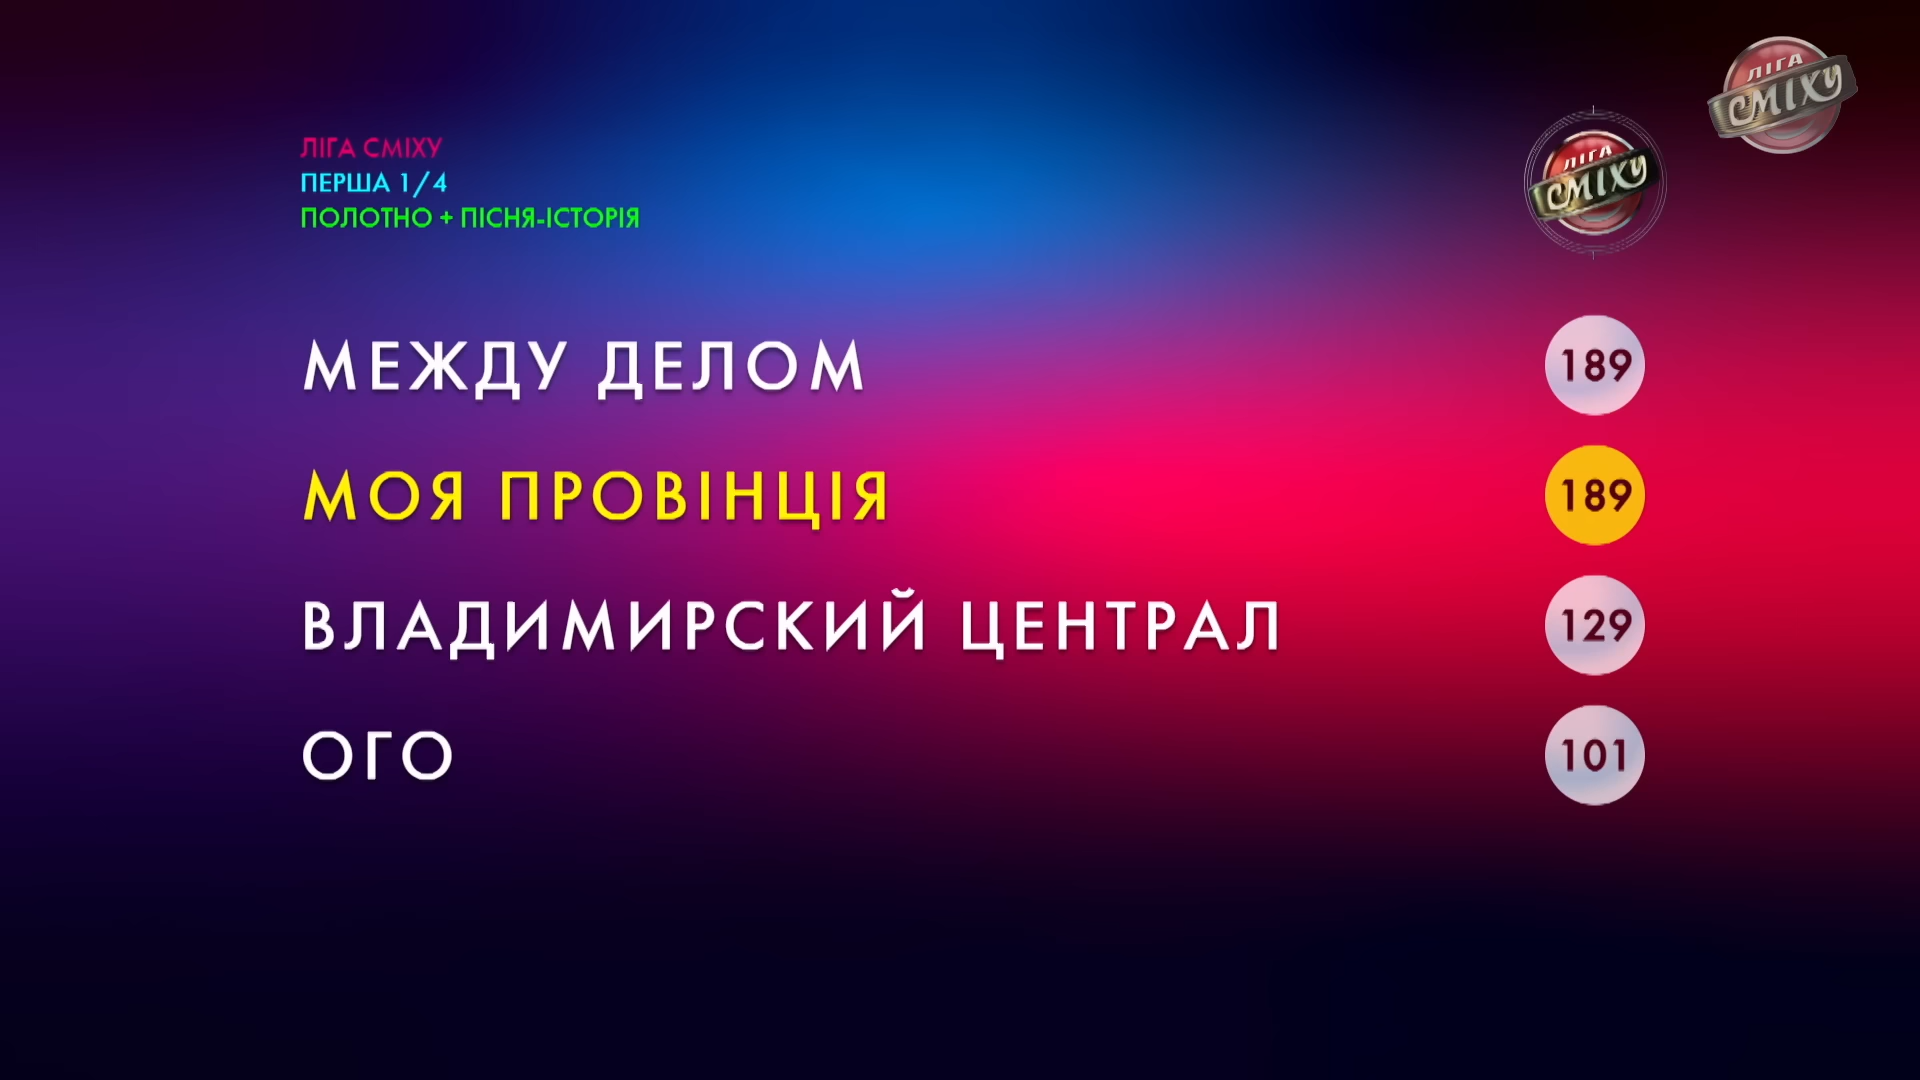 ЛІГА СМІХУ
ЛІГА СМІХУ
ПЕРША 1/4
ПОЛОТНО + ПІСНЯ-ІСТОРІЯ
ЛІГА СМІХУ
МЕЖДУ ДЕЛОМ 189
МОЯ ПРОВІНЦІЯ 189
ВЛАДИМИРСКИЙ ЦЕНТРАЛ 129
ОГО 101